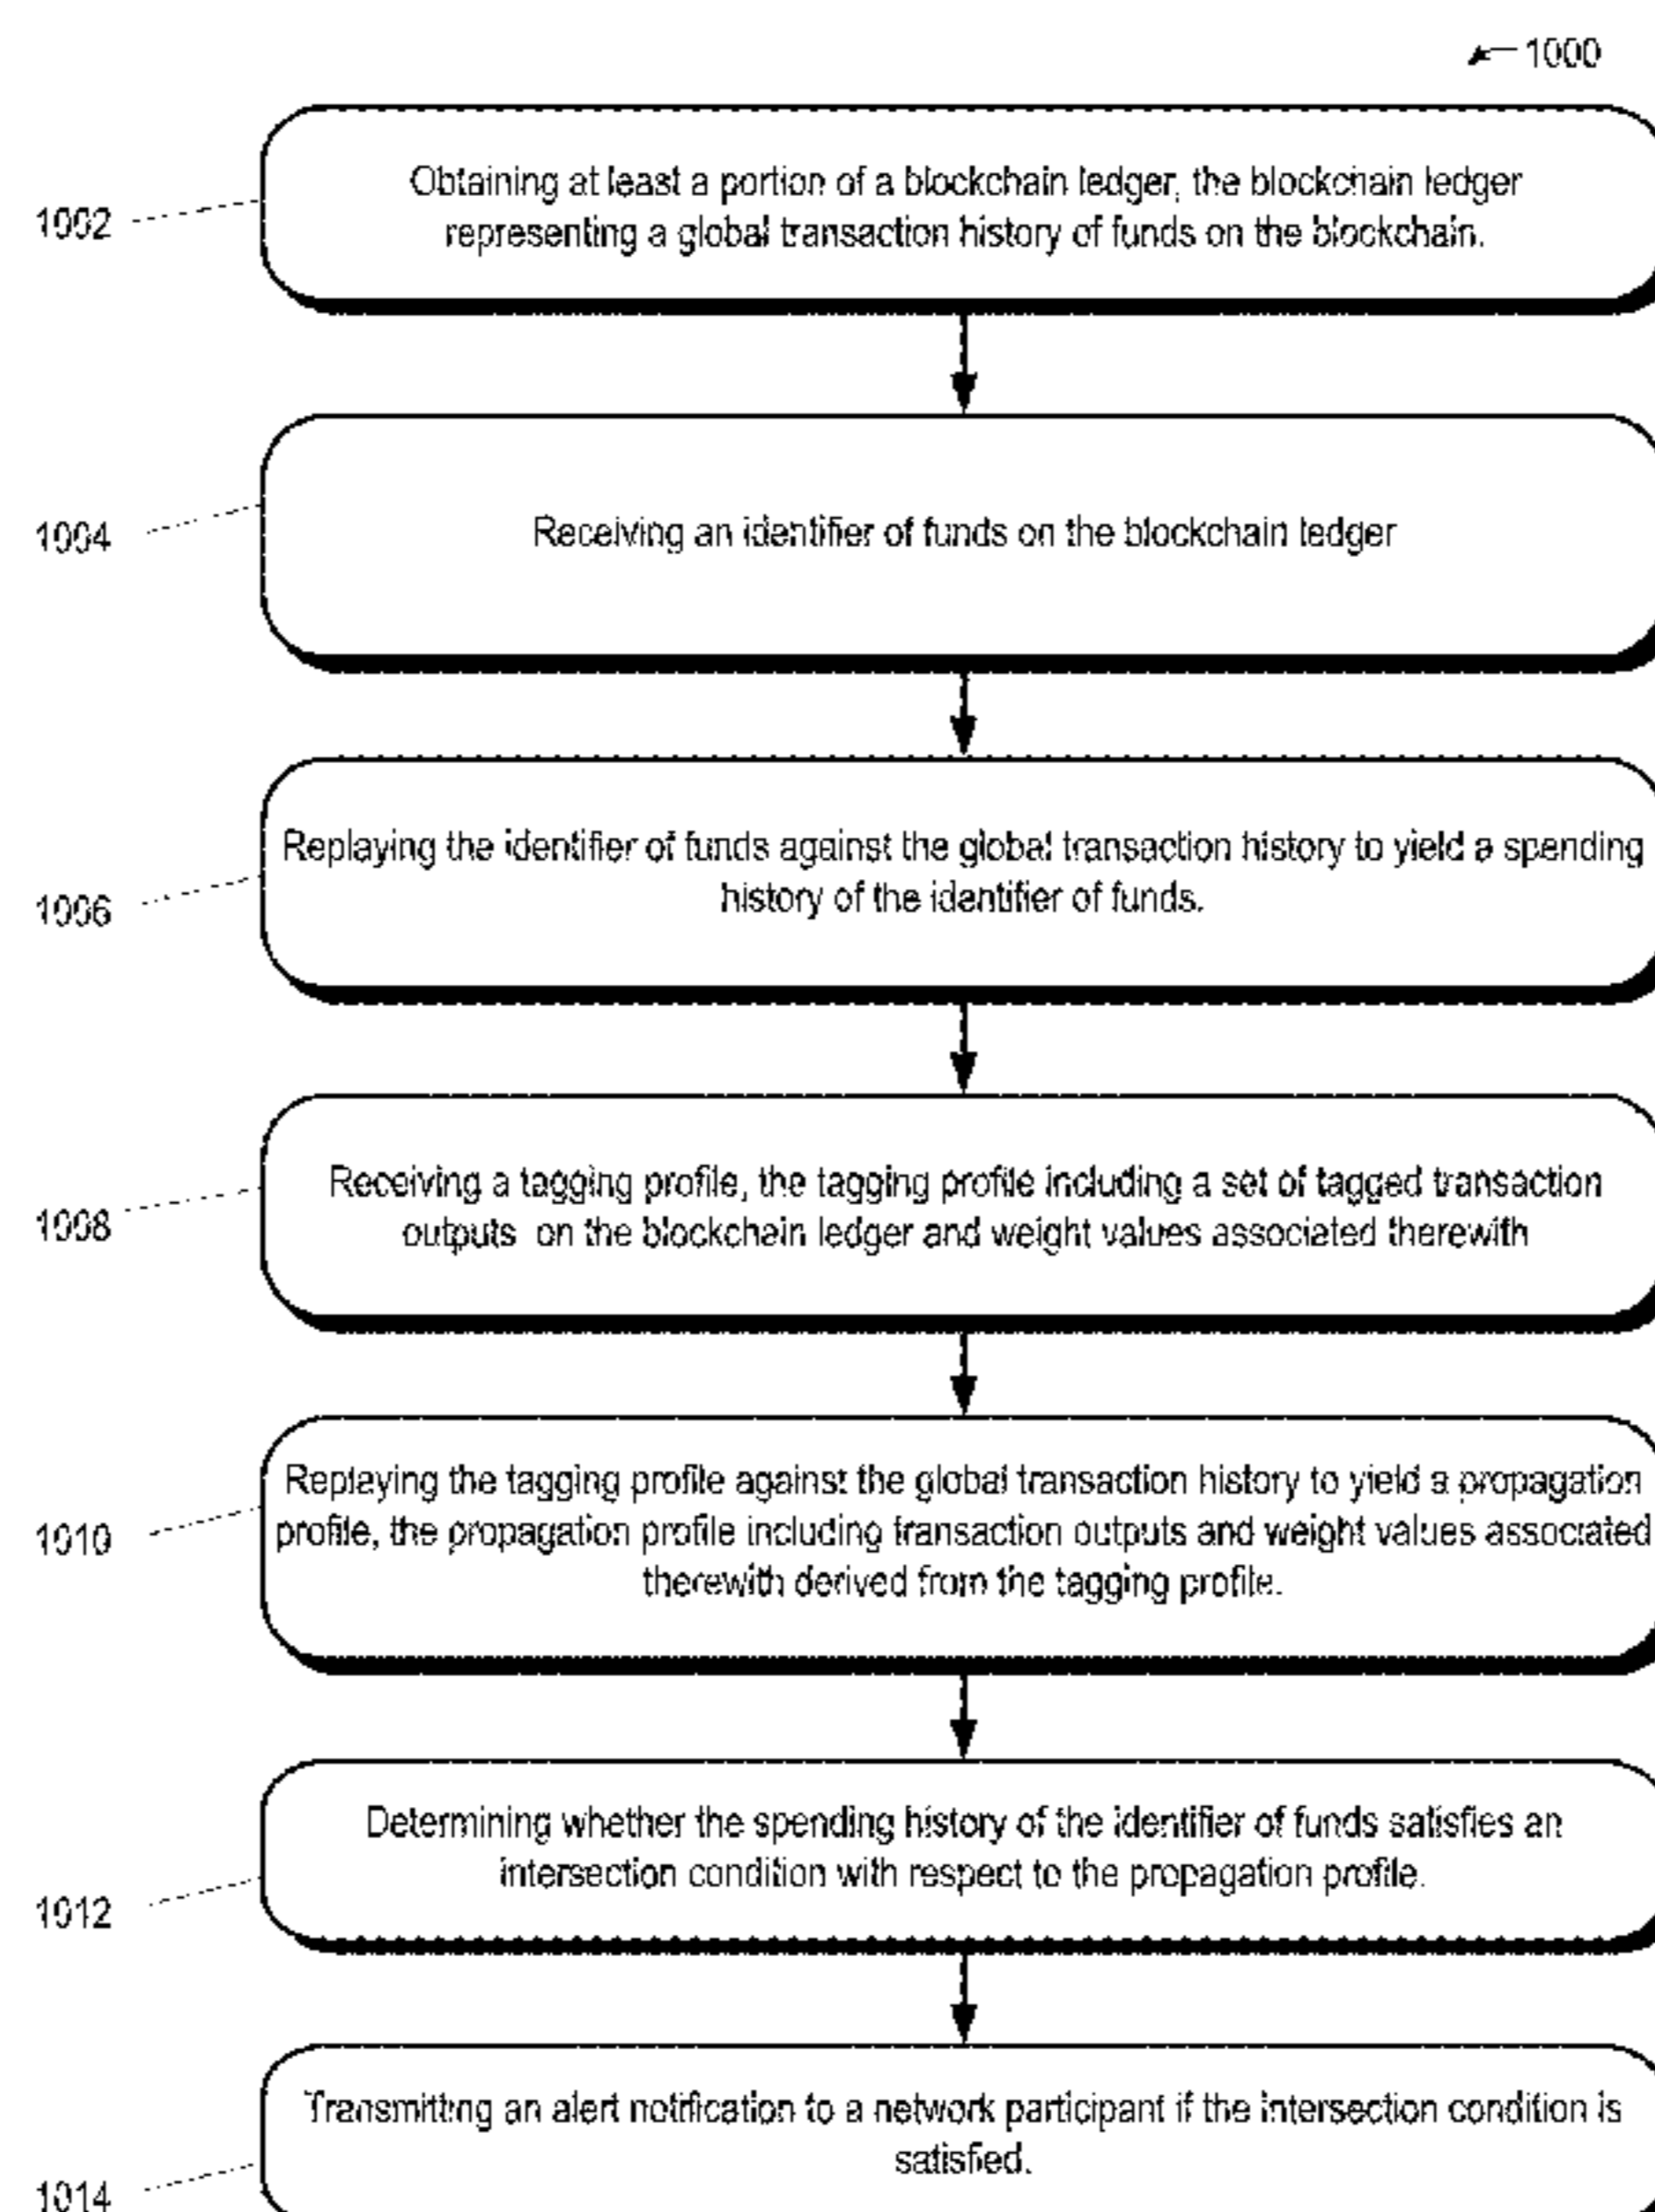 1000
1002
Obtaining at least a portion of a blockchain ledger, the blockchain ledger
representing a global transaction history of funds on the blockchain.
1004
Receiving an identifier of funds on the blockchain ledger
1006
Replaying the identifier of funds against the global transaction history to yield a spending
history of the identifier of funds.
1008
Receiving a tagging profile, the tagging profile including a set of tagged transaction
outputs on the blockchain ledger and weight values associated therewith
1010
Replaying the tagging profile against the global transaction history to yield a propagation
profile, the propagation profile including transaction outputs and weight values associated
therewith derived from the tagging profile.
1012
Determining whether the spending history of the identifier of funds satisfies an
intersection condition with respect to the propagation profile.
1014
Transmitting an alert notification to a network participant if the intersection condition is
satisfied.